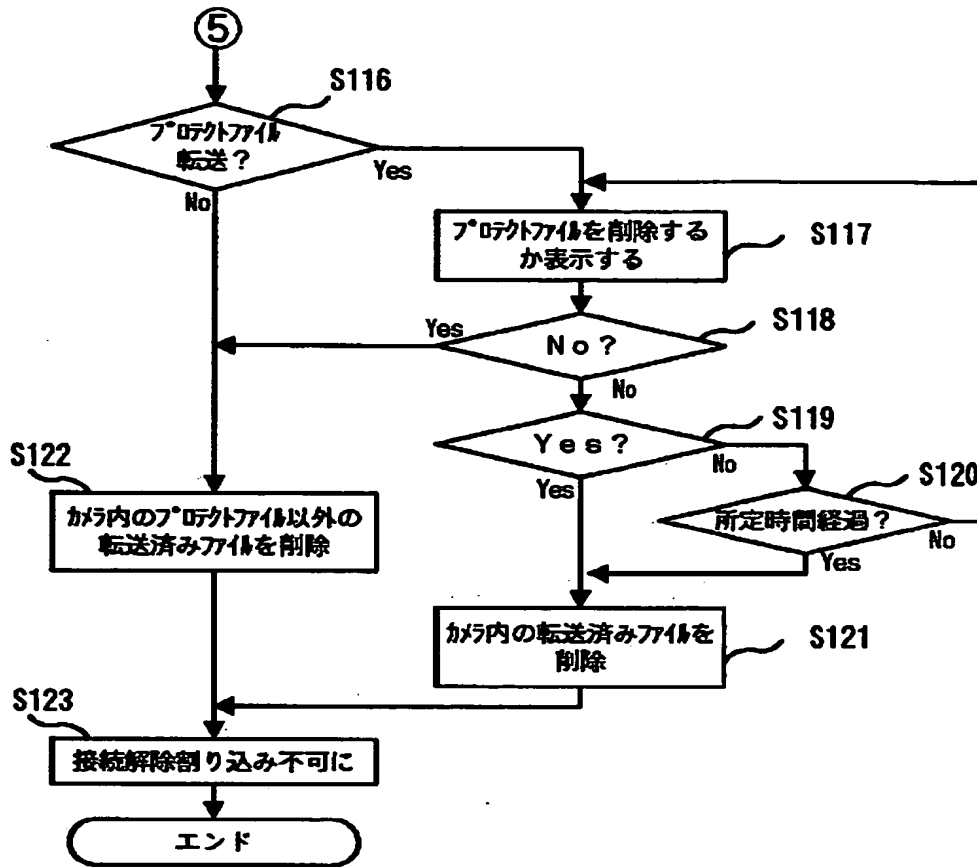 ⑤
S116
プロテクトファイル
転送？
Yes
No
プロテクトファイルを削除する
か表示する
S117
Yes
No？
S118
No
Yes？
S119
No
Yes
所定時間経過？
S120
No
Yes
S122
カメラ内のプロテクトファイル以外の
転送済みファイルを削除
カメラ内の転送済みファイルを
削除
S121
S123
接続解除割り込み不可に
エンド